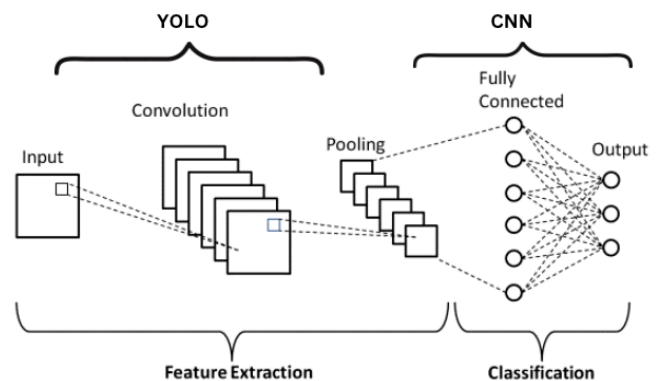 YOLO
CNN
Convolution
Fully
Connected
Input
Pooling
Output
Feature Extraction
Classification